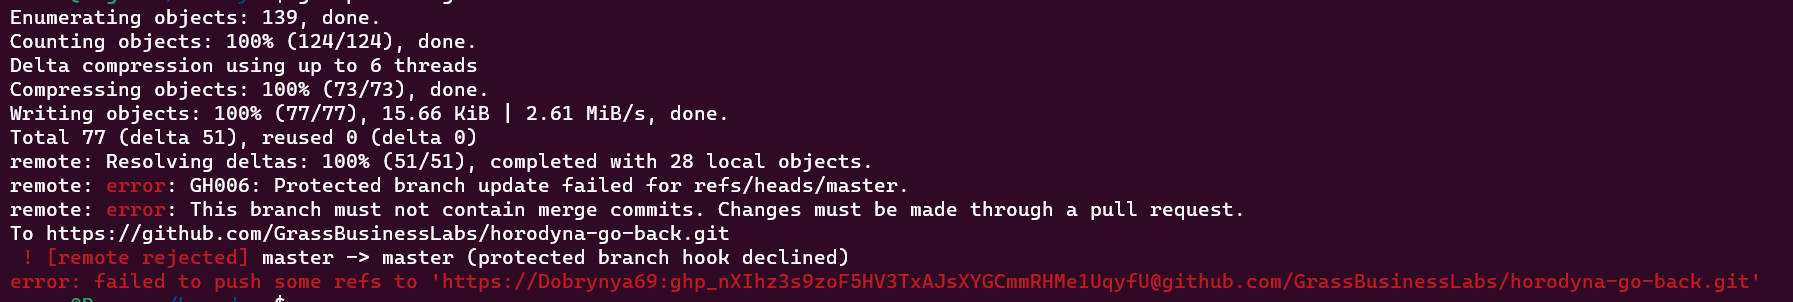 Enumerating objects: 139, done.
Counting objects: 100% (124/124), done.
Delta compression using up to 6 threads
Compressing objects: 100% (73/73), done.
Writing objects: 100% (77/77), 15.66 KiB | 2.61 MiB/s, done.
Total 77 (delta 51), reused 0 (delta 0)
remote: Resolving deltas: 100% (51/51), completed with 28 local objects.
remote: error: GH006: Protected branch update failed for refs/heads/master.
remote: error: This branch must not contain merge commits. Changes must be made through a pull request.
To https://github.com/GrassBusinessLabs/horodyna-go-back.git
! [remote rejected] master -> master (protected branch hook declined)
error: failed to push some refs to 'https://Dobrynya69: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@github.com/GrassBusinessLabs/horodyna-go-back.git'